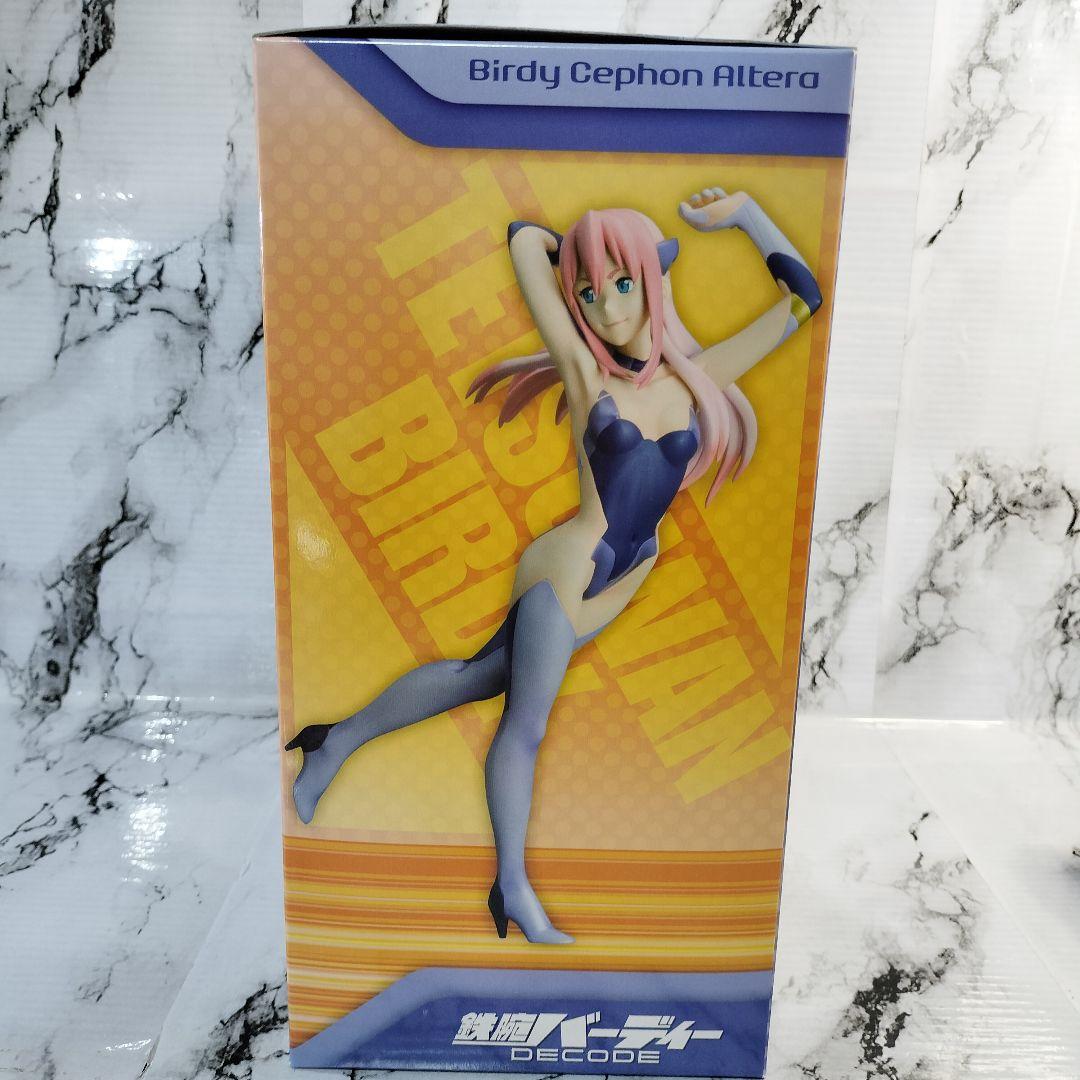 Birdy Cephon Altera
TETSUWAN
BIRDY
鉄腕バーディー
DECODE